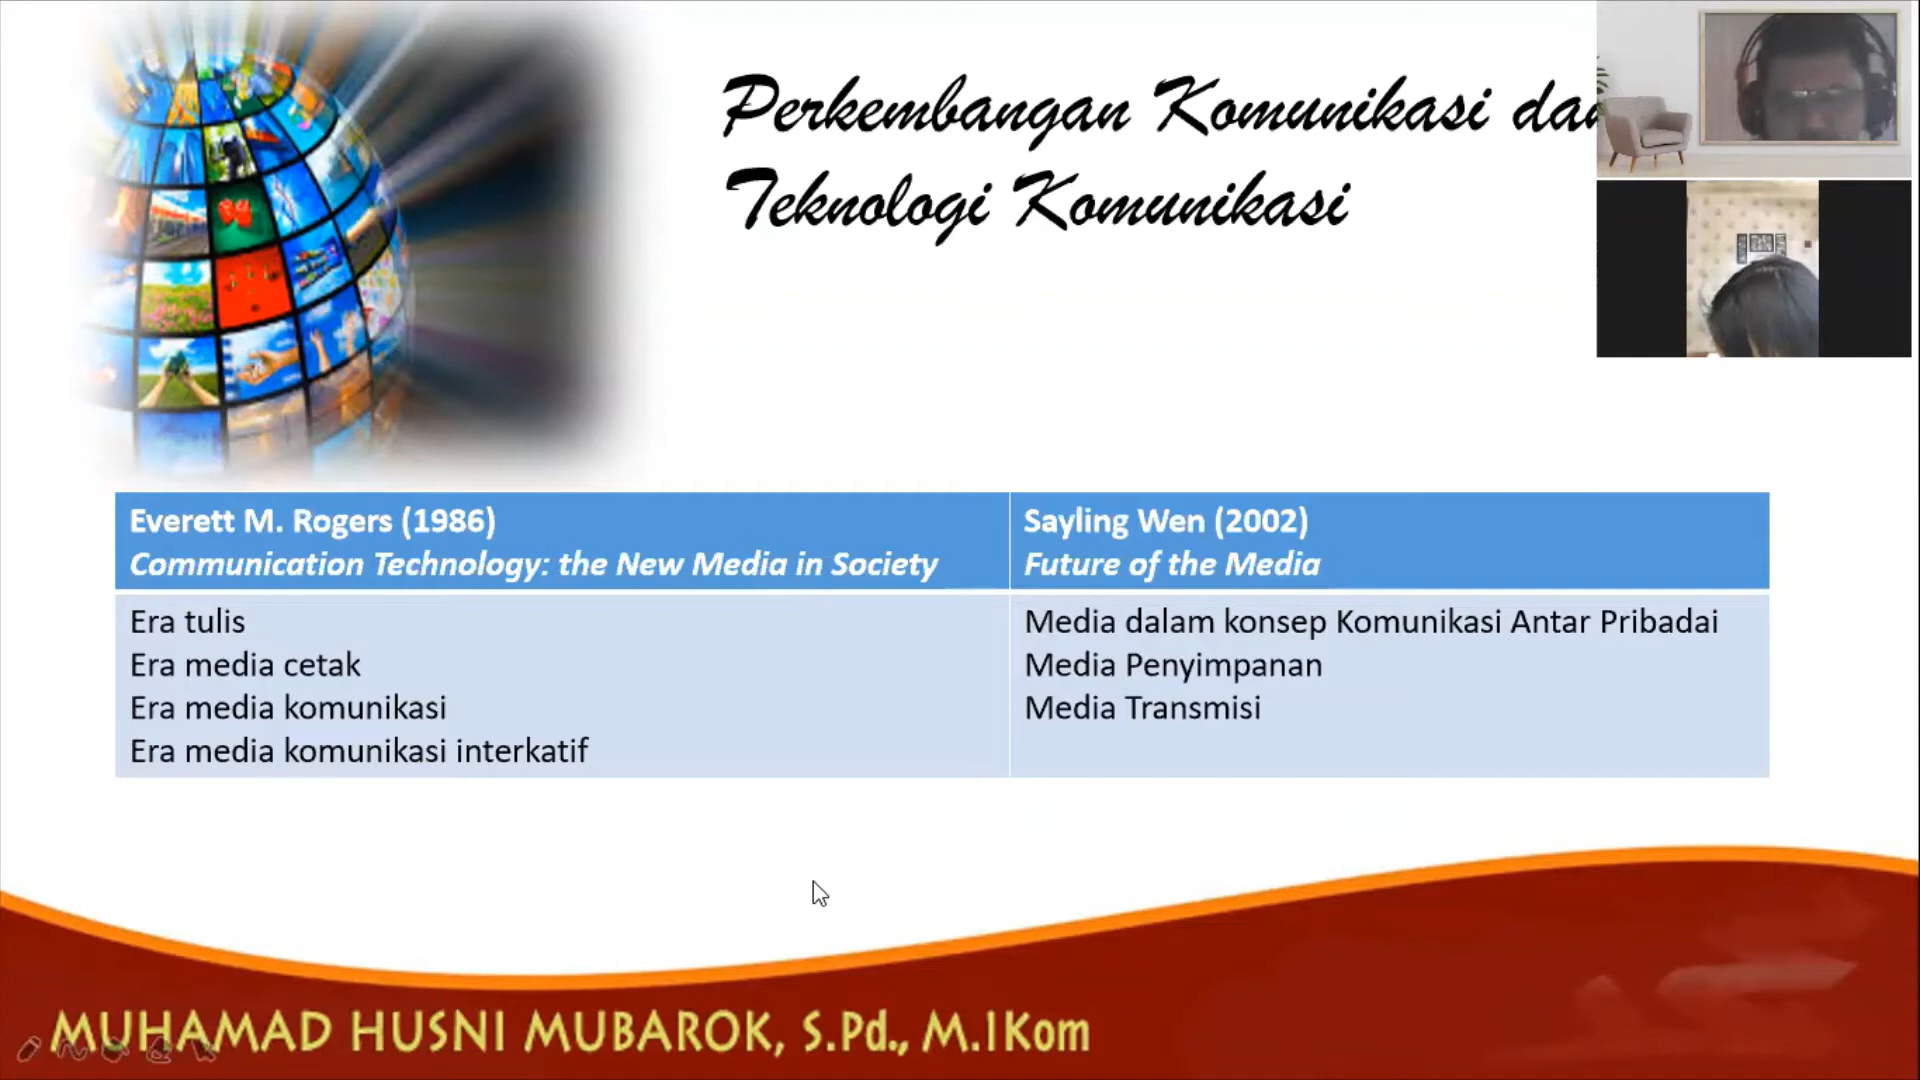 Perkembangan Komunikasi dan
Teknologi Komunikasi
Everett M. Rogers (1986)
Communication Technology: the New Media in Society
Sayling Wen (2002)
Future of the Media
Era tulis
Era media cetak
Era media komunikasi
Era media komunikasi interkatif
Media dalam konsep Komunikasi Antar Pribadai
Media Penyimpanan
Media Transmisi
MUHAMAD HUSNI MUBAROK, S.Pd., M.IKom